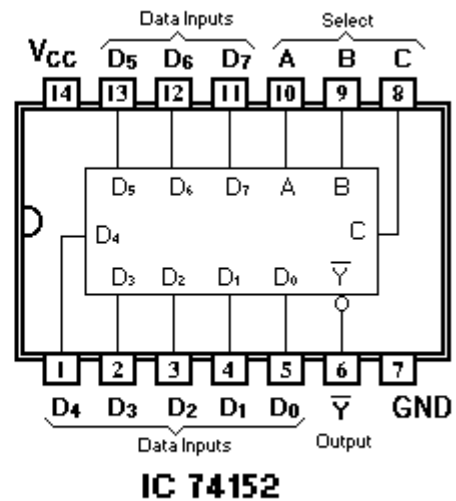 Data Inputs Select
VCC D5 D6 D7 A B C
14 13 12 11 10 9 8
D5 D6 D7 A B
D4 C
D3 D2 D1 D0 Y̅
1 2 3 4 5 6 7
D4 D3 D2 D1 D0 Y̅ GND
Data Inputs Output
IC 74152